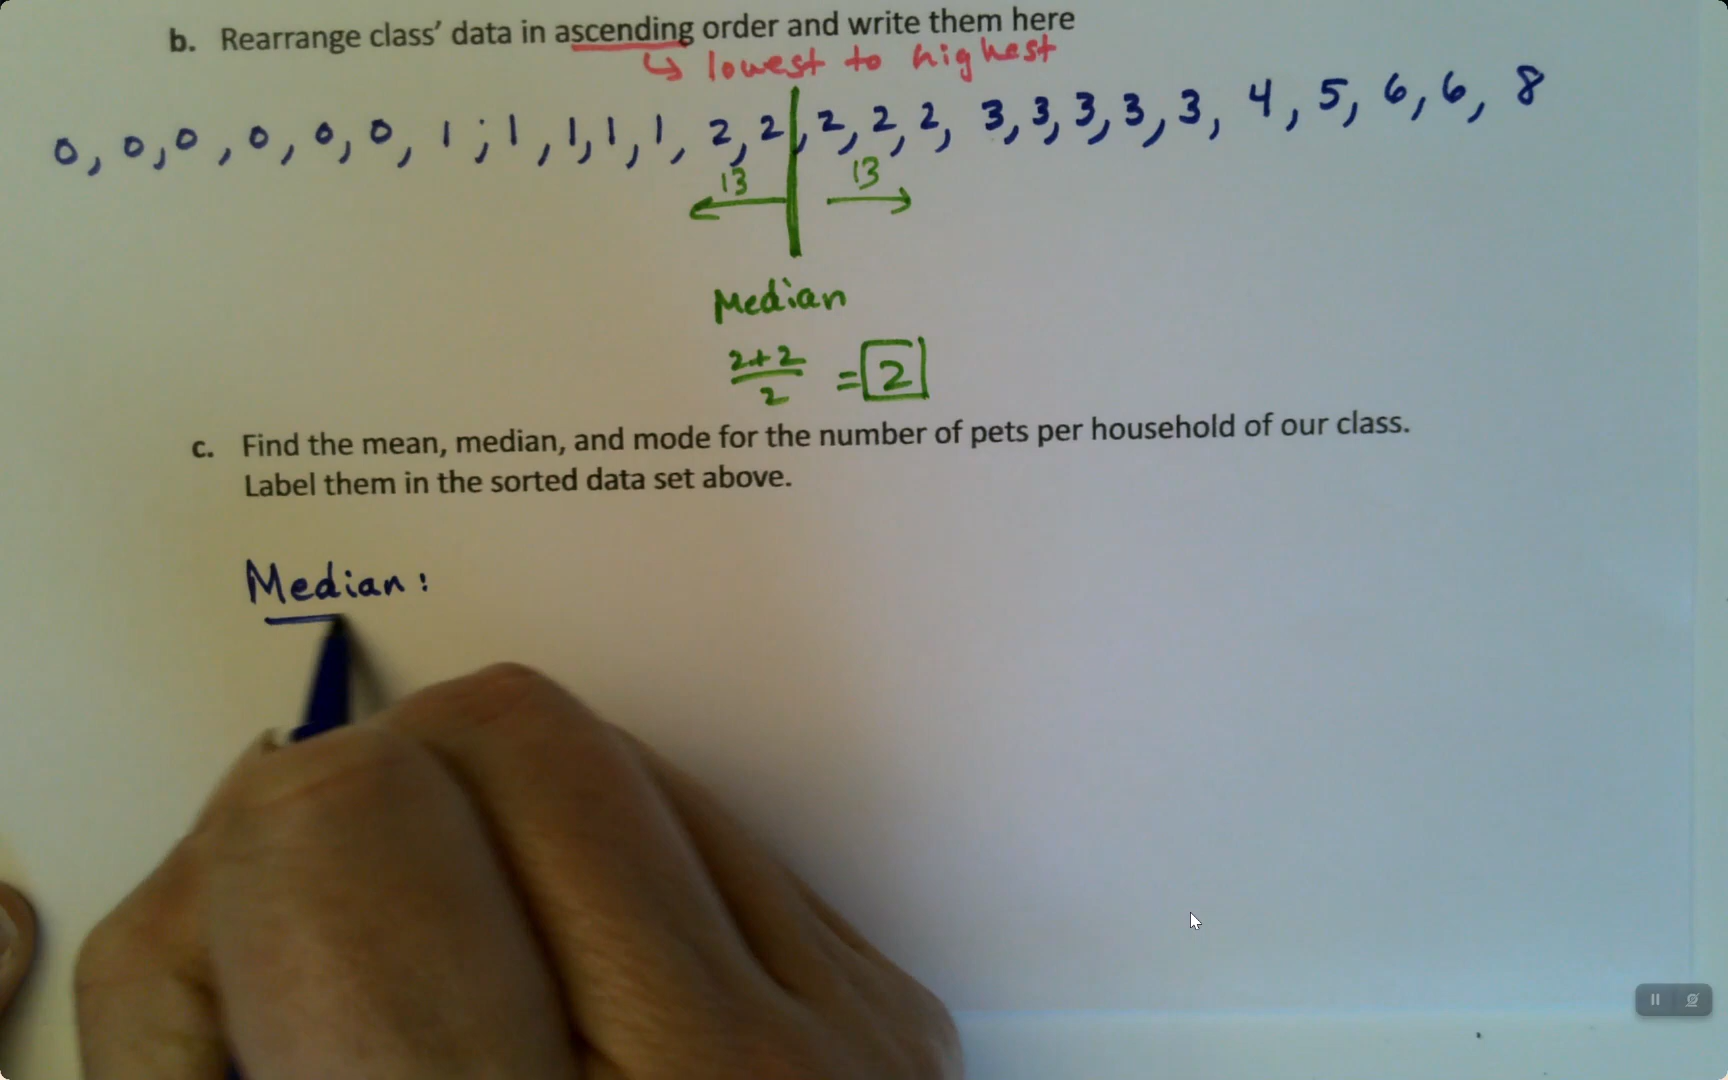 b. Rearrange class' data in ascending order and write them here
↳ lowest to highest
0, 0, 0, 0, 0, 0, 1, 1, 1, 1, 1, 2, 2, 2, 2, 2, 3, 3, 3, 3, 3, 4, 5, 6, 6, 8
13 13
Median
2+2
= 2
2
c. Find the mean, median, and mode for the number of pets per household of our class.
Label them in the sorted data set above.
Median: